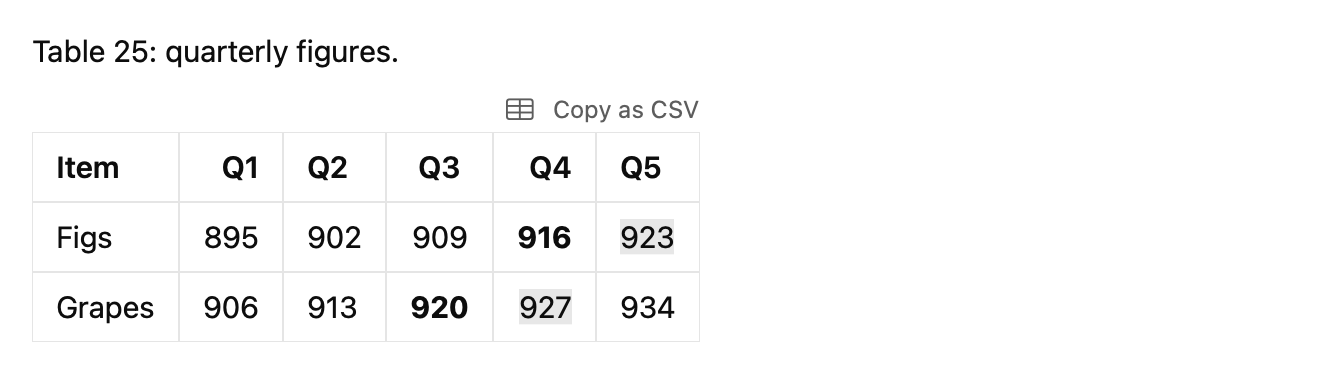 Table 25: quarterly figures.
Copy as CSV
Item Q1 Q2 Q3 Q4 Q5
Figs 895 902 909 916 923
Grapes 906 913 920 927 934